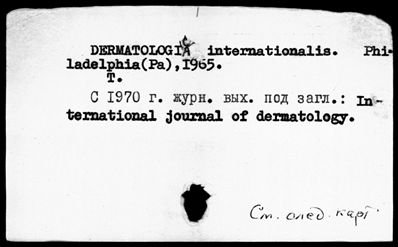 DERMATOLOGIA internationalis. Phi-
ladelphia(Pa),1965.
T.
С 1970 г. журн. вых. под загл.: In-
ternational journal of dermatology.
См. след. карт.